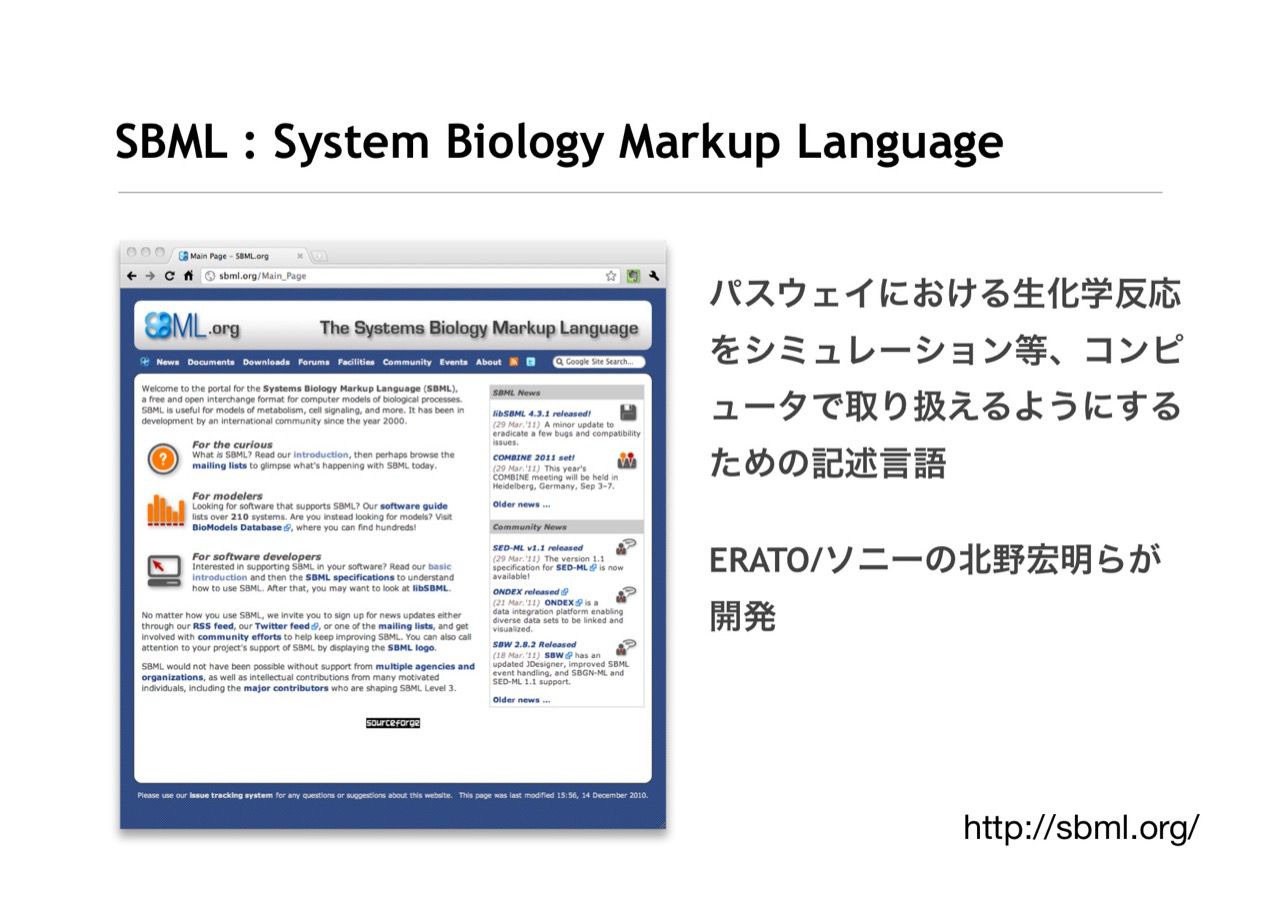 SBML : System Biology Markup Language
Main Page – SBML.org
sbml.org/Main_Page
SBML.org
The Systems Biology Markup Language
News Documents Downloads Forums Facilities Community Events About
Google Site Search...
Welcome to the portal for the Systems Biology Markup Language (SBML),
a free and open interchange format for computer models of biological processes.
SBML is useful for models of metabolism, cell signaling, and more. It has been in
development by an international community since the year 2000.
For the curious
What is SBML? Read our introduction, then perhaps browse the
mailing lists to glimpse what's happening with SBML today.
For modelers
Looking for software that supports SBML? Our software guide
lists over 210 systems. Are you instead looking for models? Visit
BioModels Database, where you can find hundreds!
For software developers
Interested in supporting SBML in your software? Read our basic
introduction and then the SBML specifications to understand
how to use SBML. After that, you may want to look at libSBML.
No matter how you use SBML, we invite you to sign up for news updates either
through our RSS feed, our Twitter feed, or one of the mailing lists, and get
involved with community efforts to help keep improving SBML. You can also call
attention to your project's support of SBML by displaying the SBML logo.
SBML would not have been possible without support from multiple agencies and
organizations, as well as intellectual contributions from many motivated
individuals, including the major contributors who are shaping SBML Level 3.
sourceforge
SBML News
libSBML 4.3.1 released!
(29 Mar.'11) A minor update to
eradicate a few bugs and compatibility
issues.
COMBINE 2011 set!
(29 Mar.'11) This year's
COMBINE meeting will be held in
Heidelberg, Germany, Sep 3-7.
Older news ...
Community News
SED-ML v1.1 released
(29 Mar.'11) The version 1.1
specification for SED-ML is now
available!
ONDEX released
(21 Mar.'11) ONDEX is a
data integration platform enabling
diverse data sets to be linked and
visualized.
SBW 2.8.2 Released
(18 Mar.'11) SBW has an
updated JDesigner, improved SBML
event handling, and SBGN-ML and
SED-ML 1.1 support.
Older news ...
Please use our issue tracking system for any questions or suggestions about this website. This page was last modified 15:56, 14 December 2010.
パスウェイにおける生化学反応
をシミュレーション等、コンピ
ュータで取り扱えるようにする
ための記述言語
ERATO/ソニーの北野宏明らが
開発
http://sbml.org/